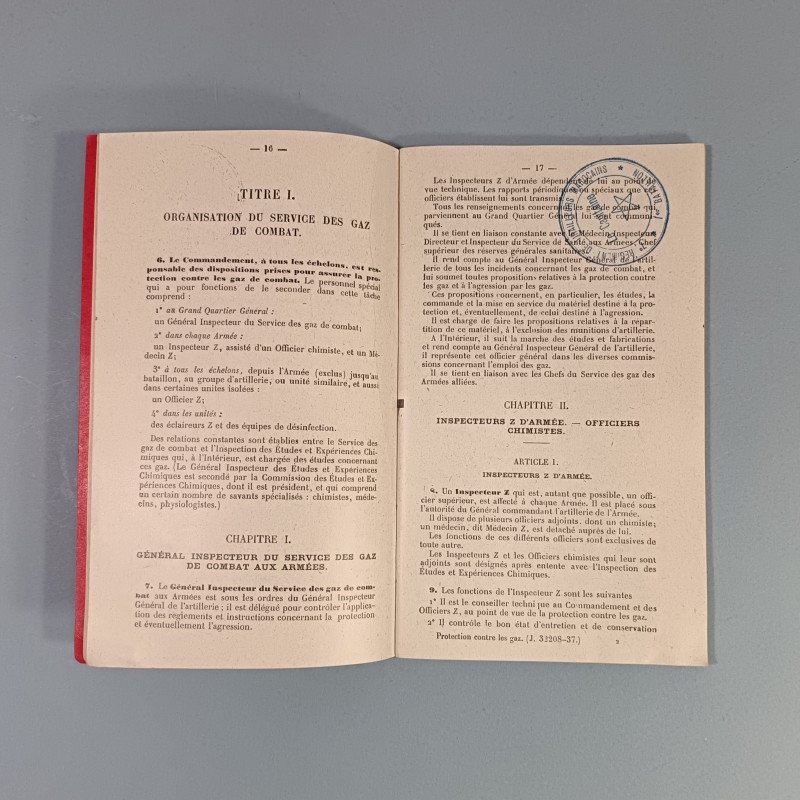 — 16 —
TITRE I.
ORGANISATION DU SERVICE DES GAZ
DE COMBAT.
6. Le Commandement, à tous les échelons, est res-
ponsable des dispositions prises pour assurer la pro-
tection contre les gaz de combat. Le personnel spécial
qui a pour fonctions de le seconder dans cette tâche
comprend :
1° au Grand Quartier Général :
un Général Inspecteur du Service des gaz de combat;
2° dans chaque Armée :
un Inspecteur Z, assisté d'un Officier chimiste, et un Mé-
decin Z;
3° à tous les échelons, depuis l'Armée (exclus) jusqu'au
bataillon, au groupe d'artillerie, ou unité similaire, et aussi
dans certaines unités isolées :
un Officier Z;
4° dans les unités :
des éclaireurs Z et des équipes de désinfection.
Des relations constantes sont établies entre le Service des
gaz de combat et l'Inspection des Études et Expériences Chi-
miques qui, à l'Intérieur, est chargée des études concernant
ces gaz. (Le Général Inspecteur des Études et Expériences
Chimiques est secondé par la Commission des Études et Ex-
périences Chimiques, dont il est président, et qui comprend
un certain nombre de savants spécialisés : chimistes, méde-
cins, physiologistes.)
CHAPITRE I.
GÉNÉRAL INSPECTEUR DU SERVICE DES GAZ
DE COMBAT AUX ARMÉES.
7. Le Général Inspecteur du Service des gaz de com-
bat aux Armées est sous les ordres du Général Inspecteur
Général de l'artillerie; il est délégué pour contrôler l'applica-
tion des règlements et instructions concernant la protection
et éventuellement l'agression.
— 17 —
Les Inspecteurs Z d'Armée dépendent de lui au point de
vue technique. Les rapports périodiques ou spéciaux que ces
officiers établissent lui sont transmis.
Tous les renseignements concernant les gaz de combat qui
parviennent au Grand Quartier Général lui sont communi-
qués.
Il se tient en liaison constante avec le Médecin Inspecteur
Directeur et Inspecteur du Service de Santé aux Armées, Chef
supérieur des réserves générales sanitaires.
Il rend compte au Général Inspecteur Général de l'artil-
lerie de tous les incidents concernant les gaz de combat, et
lui soumet toutes propositions relatives à la protection contre
les gaz et à l'agression par les gaz.
Ces propositions concernent, en particulier, les études, la
commande et la mise en service du matériel destiné à la pro-
tection et, éventuellement, de celui destiné à l'agression.
Il est chargé de faire les propositions relatives à la répar-
tition de ce matériel, à l'exclusion des munitions d'artillerie.
A l'Intérieur, il suit la marche des études et fabrications
et rend compte au Général Inspecteur Général de l'artillerie,
il représente cet officier général dans les diverses commis-
sions concernant l'emploi des gaz.
Il se tient en liaison avec les Chefs du Service des gaz des
Armées alliées.
CHAPITRE II.
INSPECTEURS Z D'ARMÉE. — OFFICIERS
CHIMISTES.
ARTICLE I.
INSPECTEURS Z D'ARMÉE.
8. Un Inspecteur Z qui est, autant que possible, un offi-
cier supérieur, est affecté à chaque Armée. Il est placé sous
l'autorité du Général commandant l'artillerie de l'Armée.
Il dispose de plusieurs officiers adjoints, dont un chimiste;
un médecin, dit Médecin Z, est détaché auprès de lui.
Les fonctions de ces différents officiers sont exclusives de
toute autre.
Les Inspecteurs Z et les Officiers chimistes qui leur sont
adjoints sont désignés après entente avec l'Inspection des
Études et Expériences Chimiques.
9. Les fonctions de l'Inspecteur Z sont les suivantes
1° Il est le conseiller technique au Commandement et des
Officiers Z, au point de vue de la protection contre les gaz.
2° Il contrôle le bon état d'entretien et de conservation
Protection contre les gaz. (J. 32208-37.) 2
RÉGIMENT DE TIRAILLEURS MAROCAINS ★ 1er BATAILLON ★